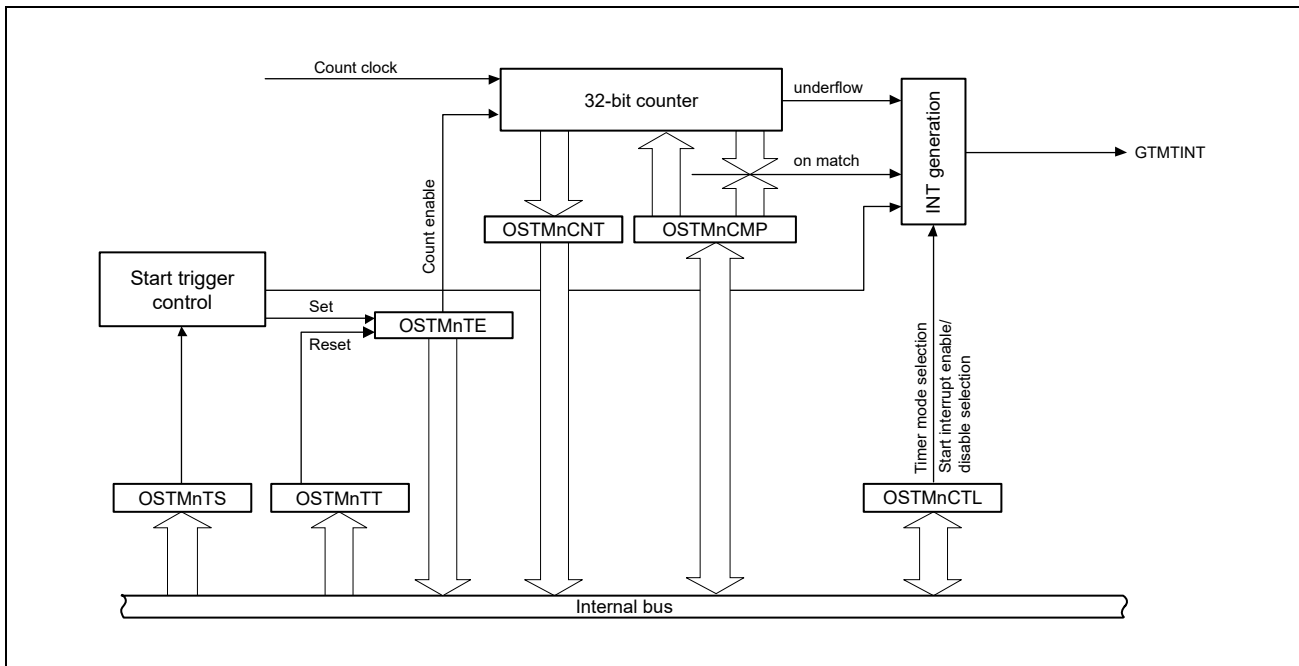 Count clock
32-bit counter
underflow
INT generation
GTMTINT
on match
Count enable
OSTMnCNT
OSTMnCMP
Start trigger
control
Set
OSTMnTE
Reset
Timer mode selection
Start interrupt enable/
disable selection
OSTMnTS
OSTMnTT
OSTMnCTL
Internal bus